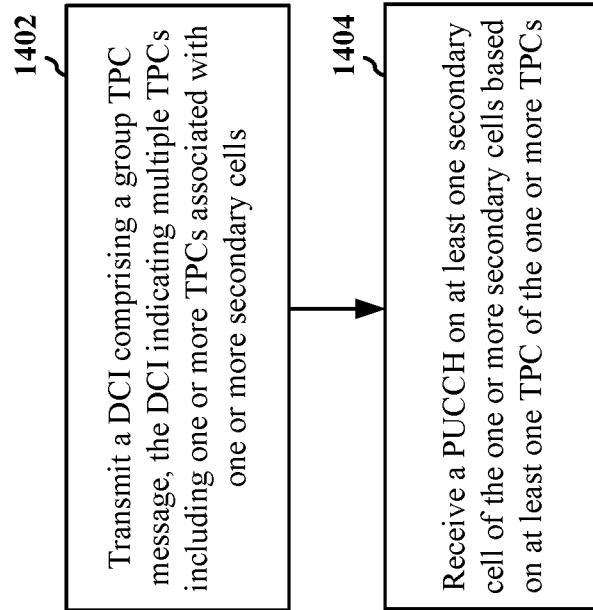 1402
Transmit a DCI comprising a group TPC
message, the DCI indicating multiple TPCs
including one or more TPCs associated with
one or more secondary cells
1404
Receive a PUCCH on at least one secondary
cell of the one or more secondary cells based
on at least one TPC of the one or more TPCs